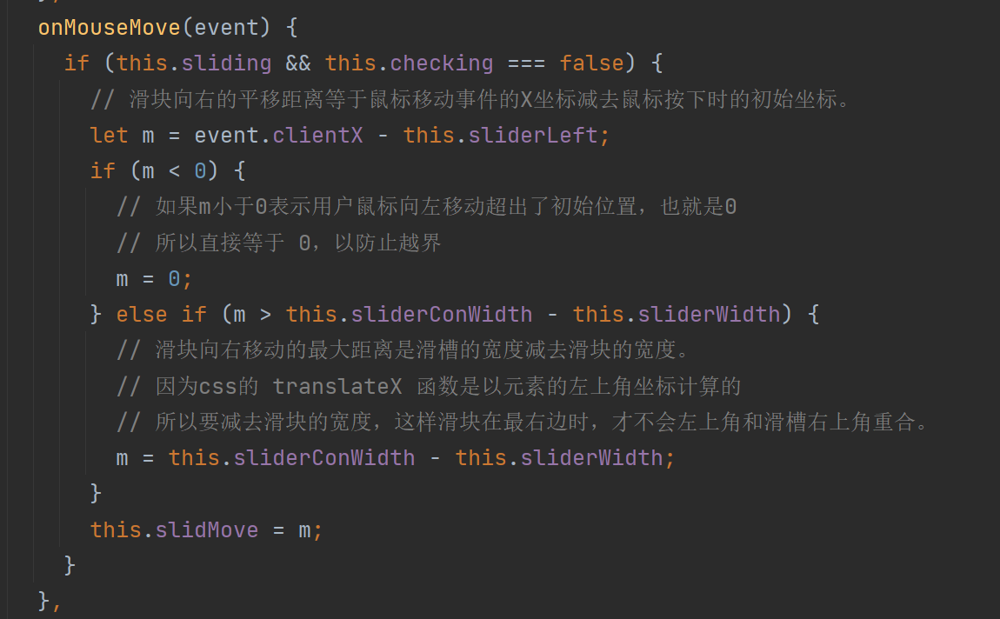 },
onMouseMove(event) {
if (this.sliding && this.checking === false) {
// 滑块向右的平移距离等于鼠标移动事件的X坐标减去鼠标按下时的初始坐标。
let m = event.clientX - this.sliderLeft;
if (m < 0) {
// 如果m小于0表示用户鼠标向左移动超出了初始位置，也就是0
// 所以直接等于 0，以防止越界
m = 0;
} else if (m > this.sliderConWidth - this.sliderWidth) {
// 滑块向右移动的最大距离是滑槽的宽度减去滑块的宽度。
// 因为css的 translateX 函数是以元素的左上角坐标计算的
// 所以要减去滑块的宽度，这样滑块在最右边时，才不会左上角和滑槽右上角重合。
m = this.sliderConWidth - this.sliderWidth;
}
this.slidMove = m;
}
},